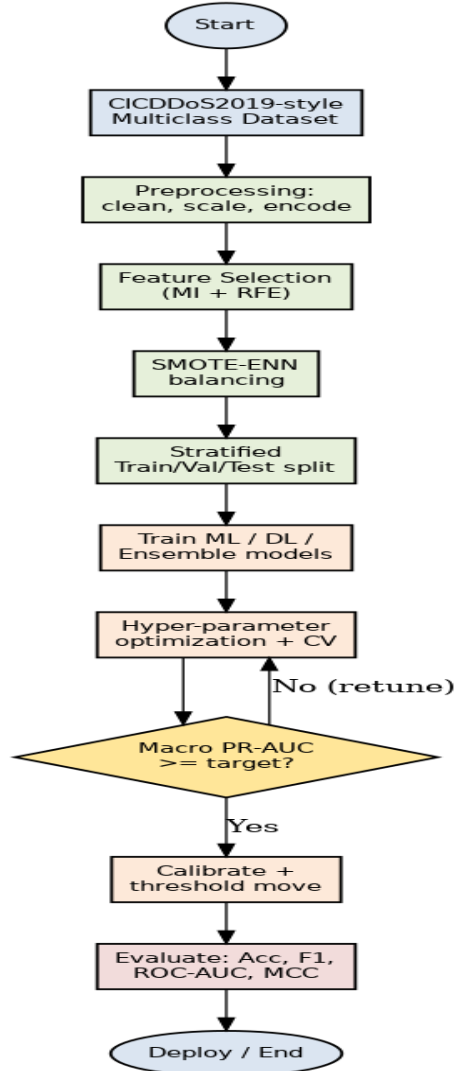 Start
CICDDoS2019-style
Multiclass Dataset
Preprocessing:
clean, scale, encode
Feature Selection
(MI + RFE)
SMOTE-ENN
balancing
Stratified
Train/Val/Test split
Train ML / DL /
Ensemble models
Hyper-parameter
optimization + CV
No (retune)
Macro PR-AUC
>= target?
Yes
Calibrate +
threshold move
Evaluate: Acc, F1,
ROC-AUC, MCC
Deploy / End